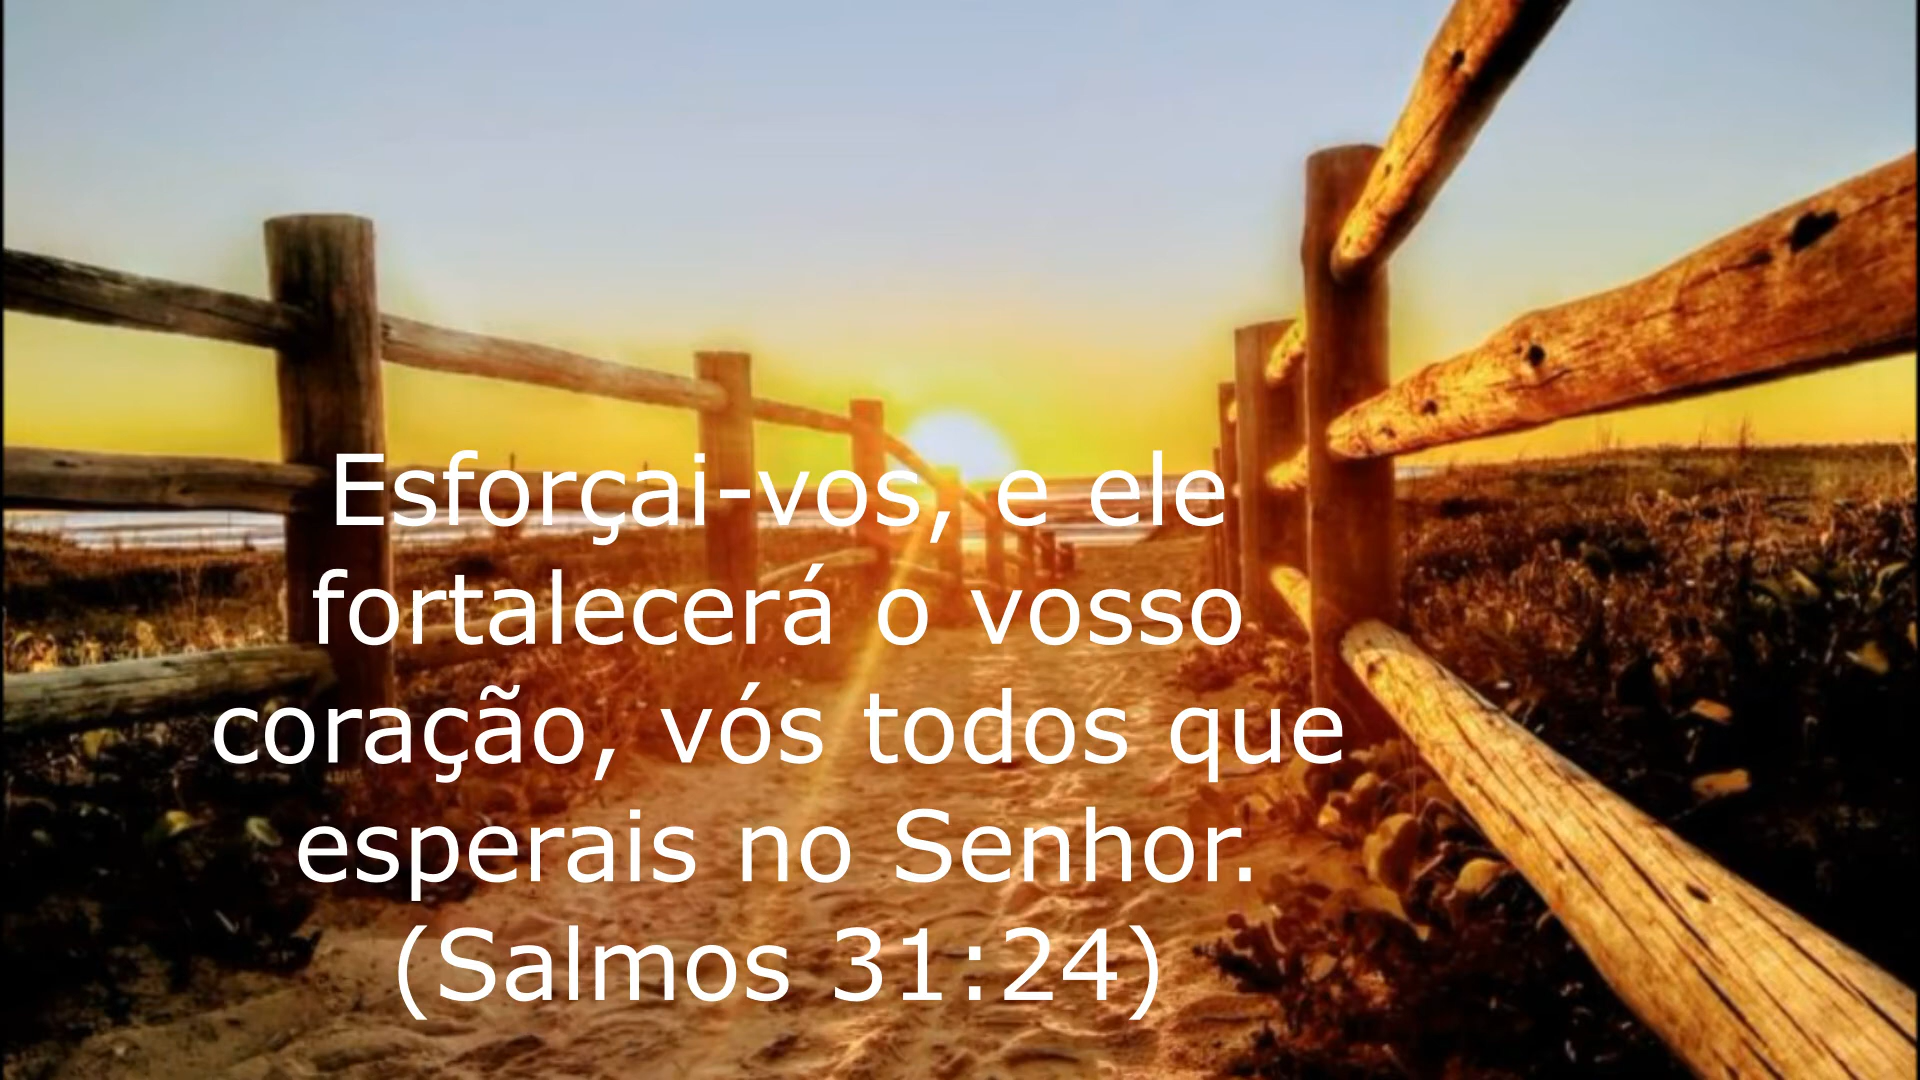 Esforçai-vos, e ele
fortalecerá o vosso
coração, vós todos que
esperais no Senhor.
(Salmos 31:24)